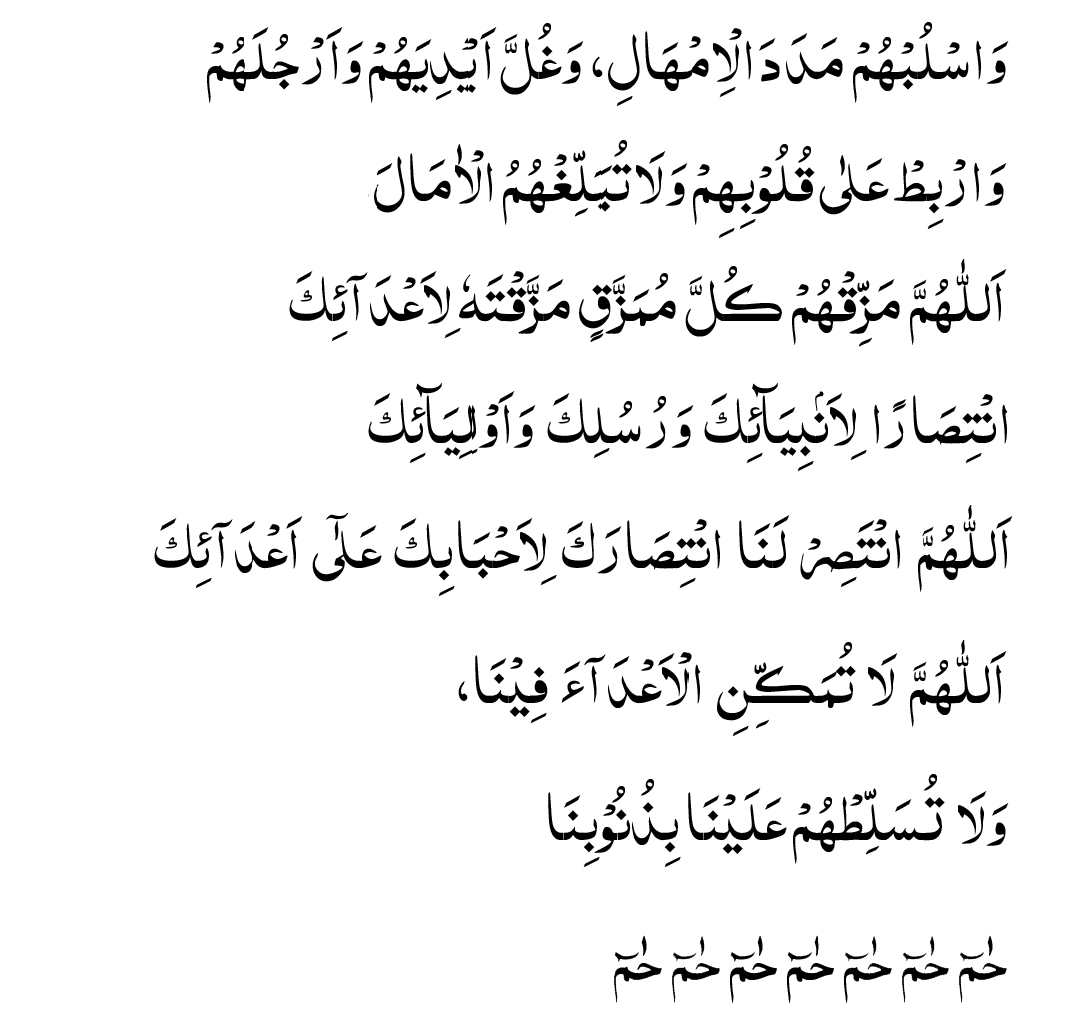 وَاسْلُبْهُمْ مَدَدَ الْاِمْهَالِ، وَغُلَّ اَيْدِيَهُمْ وَاَرْجُلَهُمْ
وَارْبِطْ عَلٰى قُلُوْبِهِمْ وَلَا تُبَلِّغْهُمُ الْاٰمَالَ
اَللّٰهُمَّ مَزِّقْهُمْ كُلَّ مُمَزَّقٍ مَزَّقْتَهٗ لِاَعْدَآئِكَ
انْتِصَارًا لِاَنْۢبِيَآئِكَ وَرُسُلِكَ وَاَوْلِيَآئِكَ
اَللّٰهُمَّ انْتَصِرْ لَنَا انْتِصَارَكَ لِاَحْبَابِكَ عَلٰٓى اَعْدَآئِكَ
اَللّٰهُمَّ لَا تُمَكِّنِ الْاَعْدَآءَ فِيْنَا،
وَلَا تُسَلِّطْهُمْ عَلَيْنَا بِذُنُوْبِنَا
حٰمٓ حٰمٓ حٰمٓ حٰمٓ حٰمٓ حٰمٓ حٰمٓ